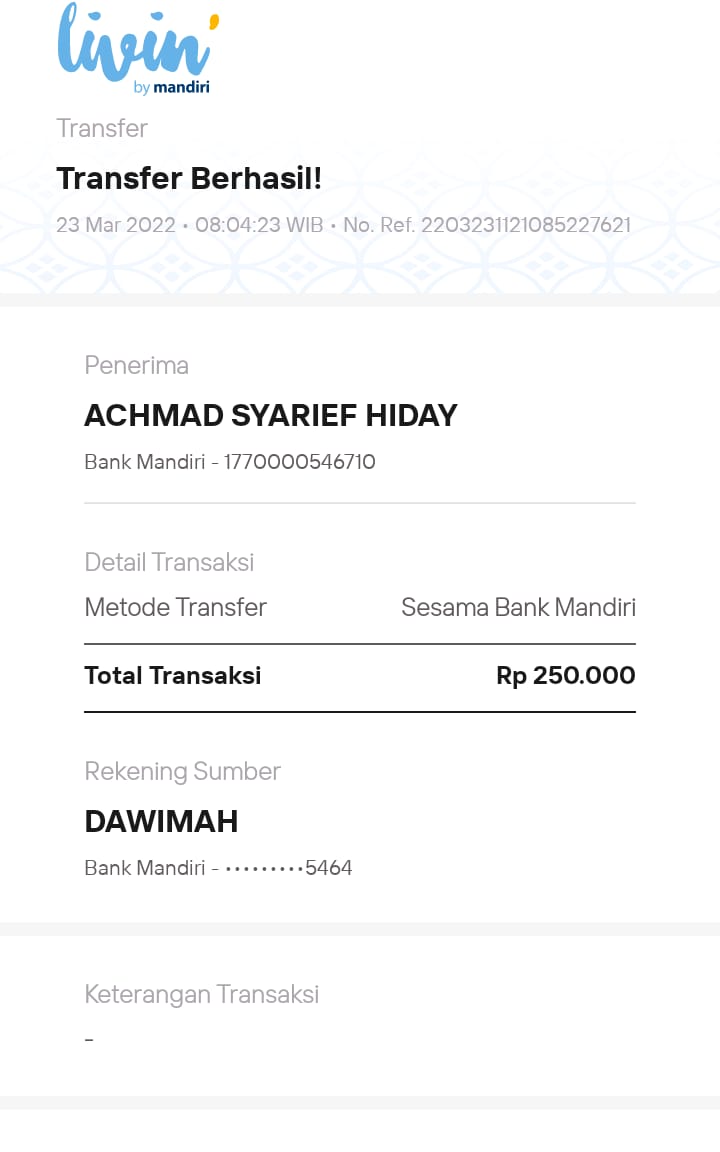 livin'
by mandiri
Transfer
Transfer Berhasil!
23 Mar 2022 • 08:04:23 WIB • No. Ref. 2203231121085227621
Penerima
ACHMAD SYARIEF HIDAY
Bank Mandiri - 1770000546710
Detail Transaksi
Metode Transfer Sesama Bank Mandiri
Total Transaksi Rp 250.000
Rekening Sumber
DAWIMAH
Bank Mandiri - •••••••••5464
Keterangan Transaksi
-